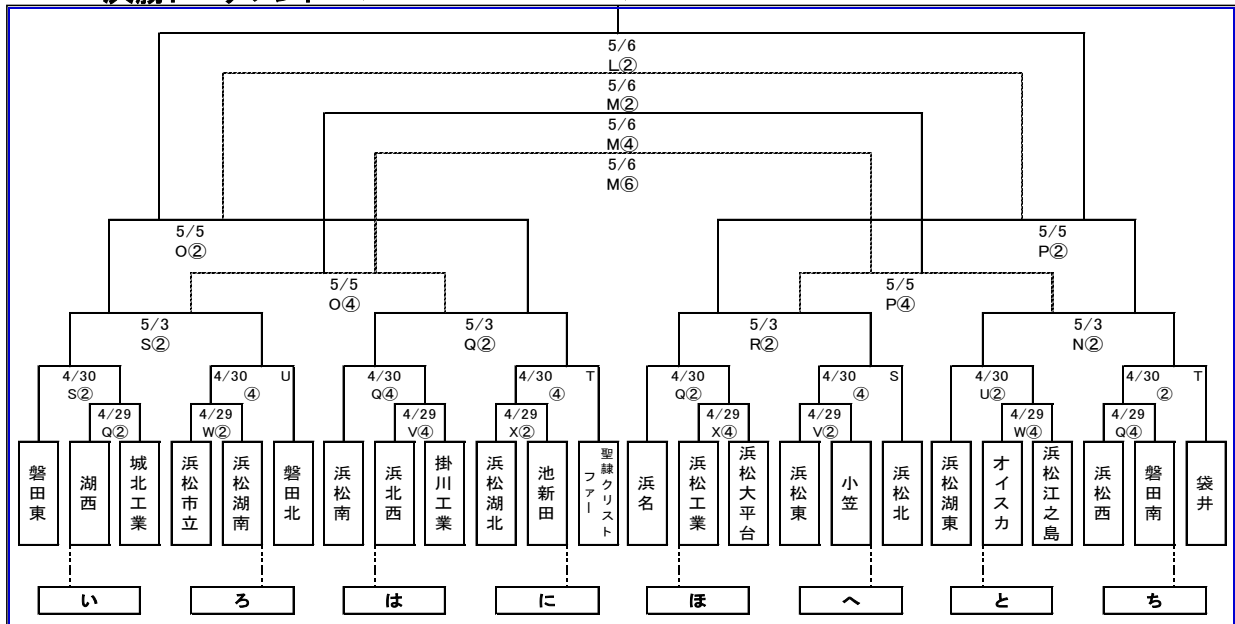 5/6
L②
5/6
M②
5/6
M④
5/6
M⑥
5/5
O②
5/5
P②
5/5
O④
5/5
P④
5/3
S②
5/3
Q②
5/3
R②
5/3
N②
4/30
S②
4/30 U
④
4/30
Q④
4/30 T
④
4/30
Q②
4/30 S
④
4/30
U②
4/30 T
②
4/29
Q②
4/29
W②
4/29
V④
4/29
X②
4/29
X④
4/29
V②
4/29
W④
4/29
Q④
磐田東
湖西
城北工業
浜松市立
浜松湖南
磐田北
浜松南
浜北西
掛川工業
浜松湖北
池新田
聖隷クリスト
ファー
浜名
浜松工業
浜松大平台
浜松東
小笠
浜松北
浜松湖東
オイスカ
浜松江之島
浜松西
磐田南
袋井
い
ろ
は
に
ほ
へ
と
ち